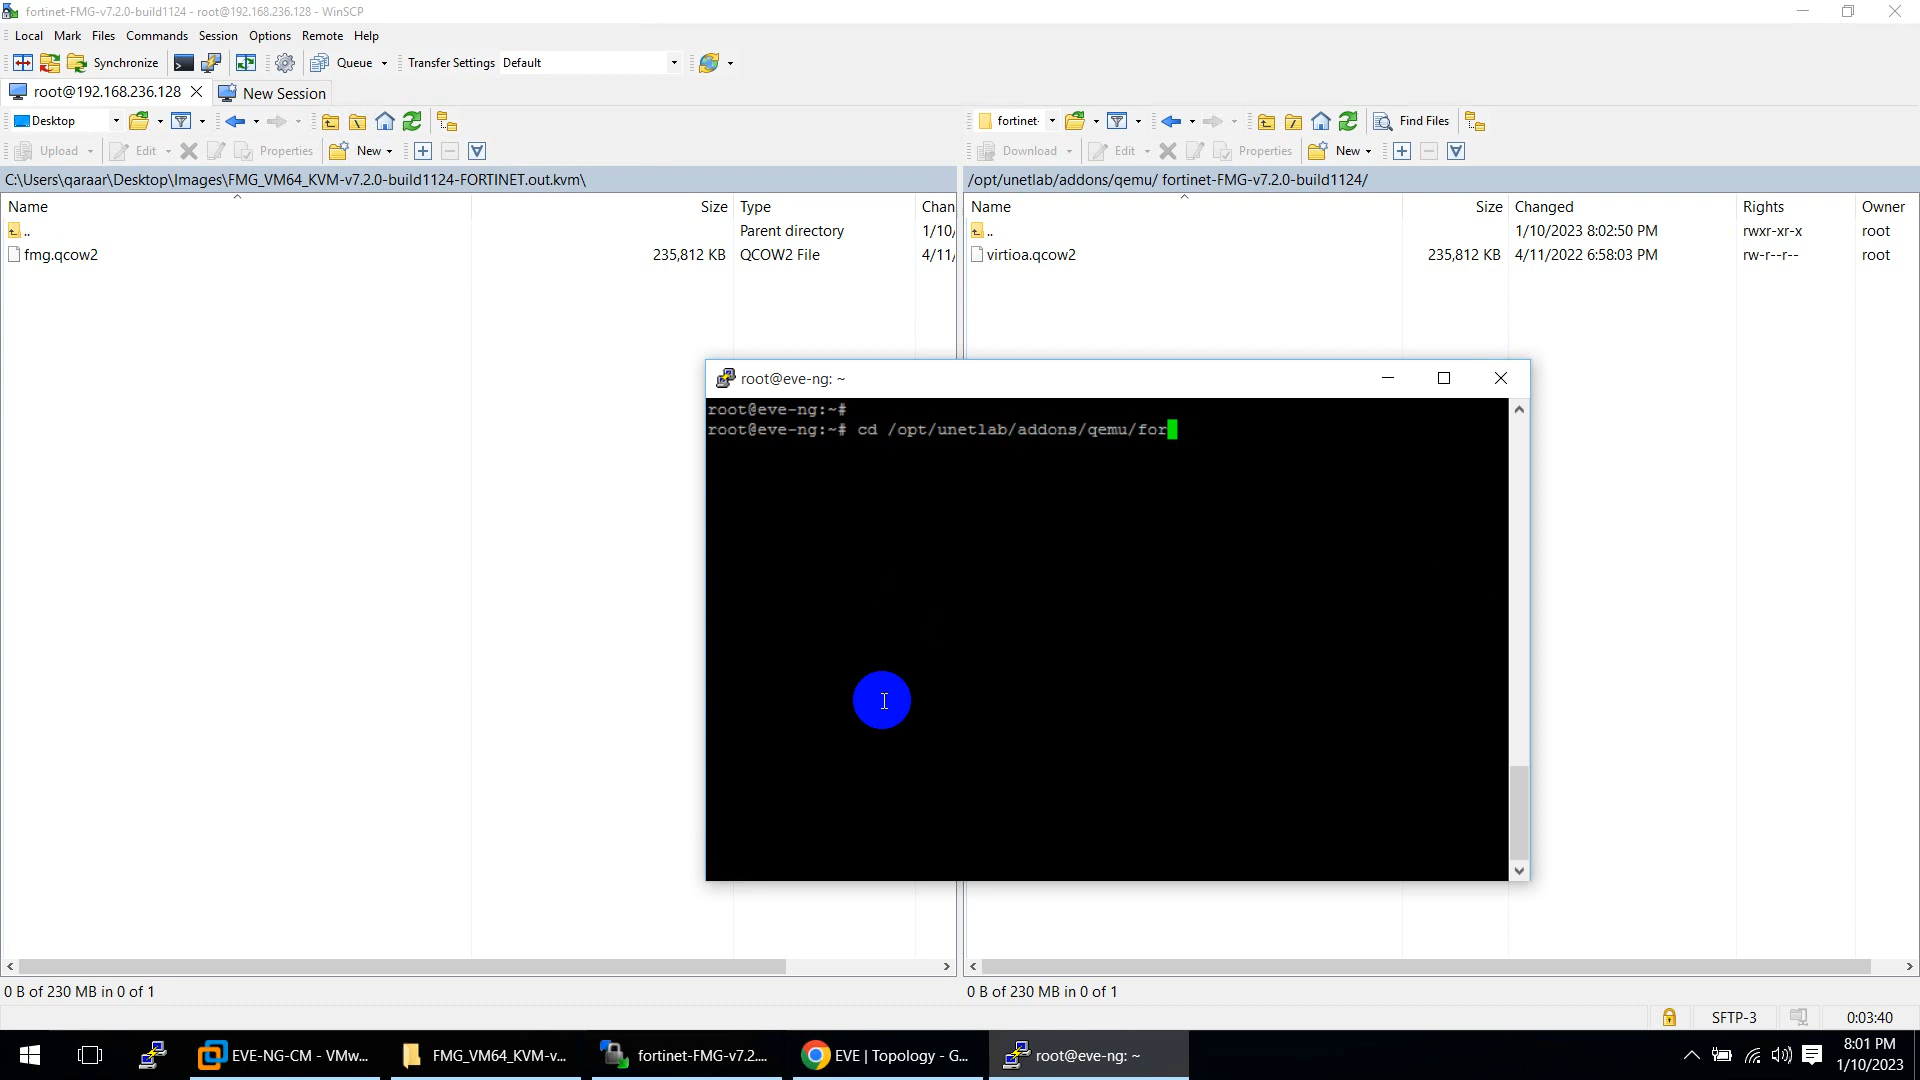 fortinet-FMG-v7.2.0-build1124 - root@192.168.236.128 - WinSCP
Local Mark Files Commands Session Options Remote Help
Synchronize Queue Transfer Settings Default
root@192.168.236.128 New Session
Desktop
Upload Edit Properties New
C:\Users\qaraar\Desktop\Images\FMG_VM64_KVM-v7.2.0-build1124-FORTINET.out.kvm\
Name Size Type Chan
.. Parent directory 1/10/
fmg.qcow2 235,812 KB QCOW2 File 4/11/
0 B of 230 MB in 0 of 1
fortinet- Find Files
Download Edit Properties New
/opt/unetlab/addons/qemu/ fortinet-FMG-v7.2.0-build1124/
Name Size Changed Rights Owner
.. 1/10/2023 8:02:50 PM rwxr-xr-x root
virtioa.qcow2 235,812 KB 4/11/2022 6:58:03 PM rw-r--r-- root
0 B of 230 MB in 0 of 1
root@eve-ng: ~
root@eve-ng:~#
root@eve-ng:~# cd /opt/unetlab/addons/qemu/for
SFTP-3 0:03:40
EVE-NG-CM - VMw... FMG_VM64_KVM-v... fortinet-FMG-v7.2.... EVE | Topology - G... root@eve-ng: ~
8:01 PM
1/10/2023